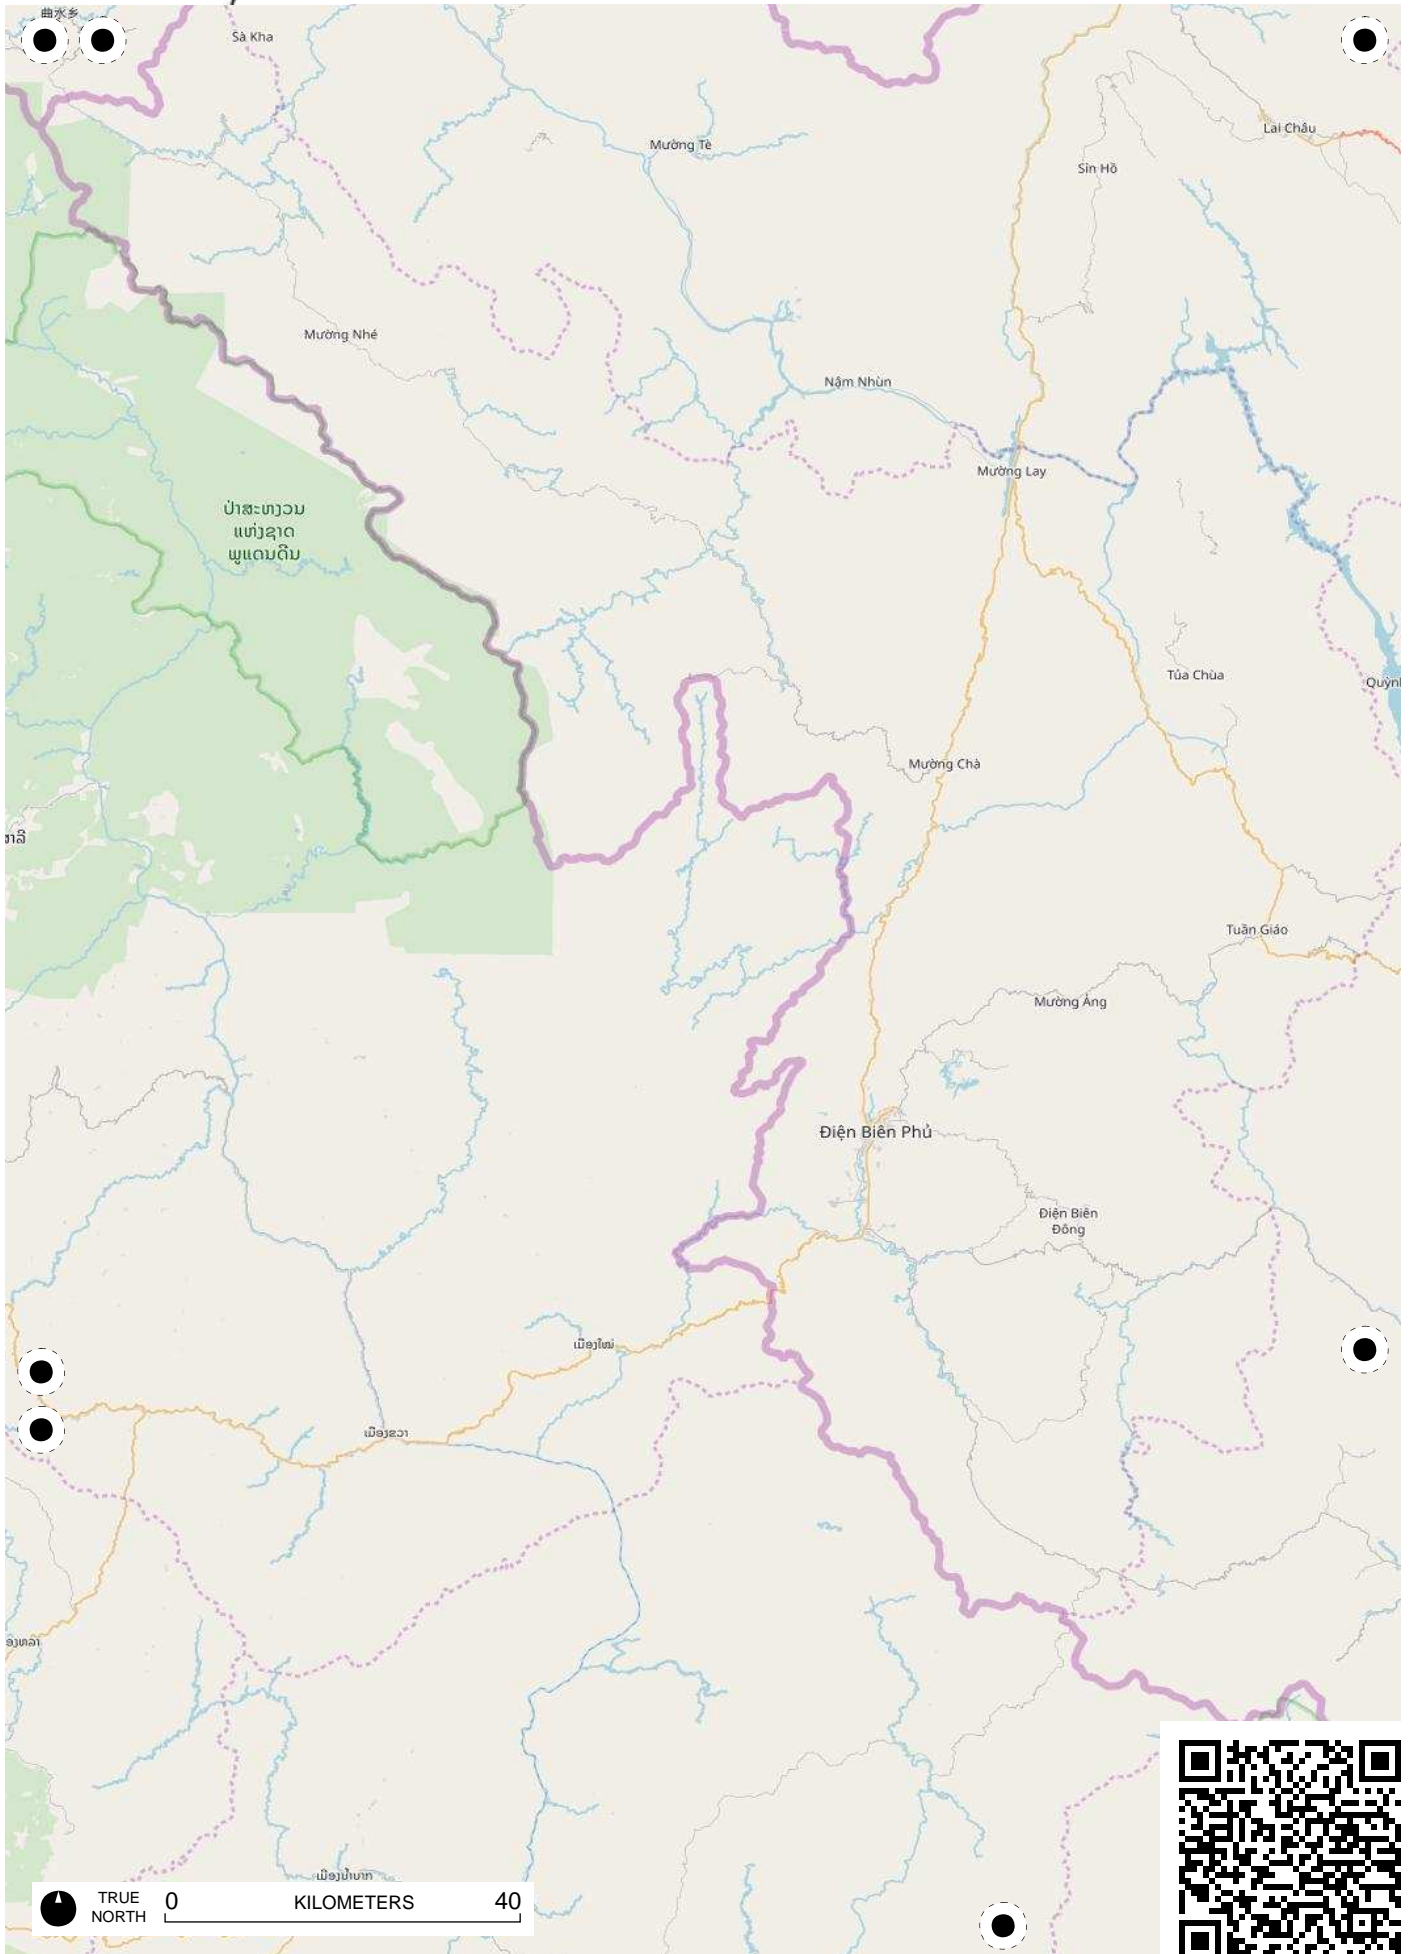 曲水乡
Sà Kha
Lai Châu
Mường Tè
Sìn Hồ
Mường Nhé
Nậm Nhùn
Mường Lay
ປ່າສະຫງວນ
ແຫ່ງຊາດ
ພູແດນດິນ
Tủa Chùa
Quỳnh
Mường Chà
Tuần Giáo
Mường Ảng
Điện Biên Phủ
Điện Biên
Đông
ເມືອງໃໝ່
ເມືອງຂວາ
ເມືອງນ້ຳບາກ
TRUE
NORTH
0 KILOMETERS 40